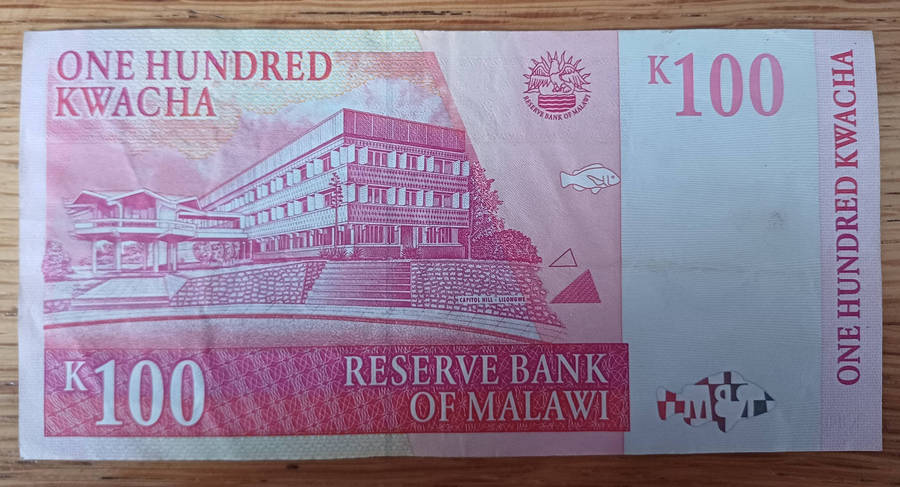 ONE HUNDRED
KWACHA
RESERVE BANK OF MALAWI
K100
ONE HUNDRED KWACHA
CAPITOL HILL - LILONGWE
K100
RESERVE BANK
OF MALAWI